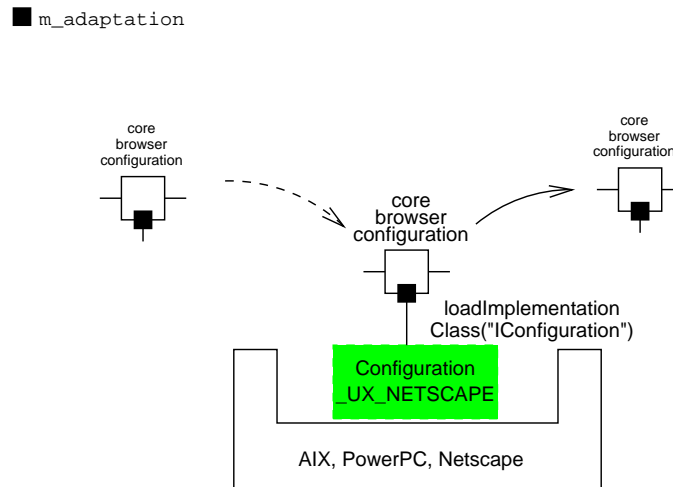 m_adaptation
core
browser
configuration
core
browser
configuration
core
browser
configuration
loadImplementation
Class("IConfiguration")
Configuration
_UX_NETSCAPE
AIX, PowerPC, Netscape